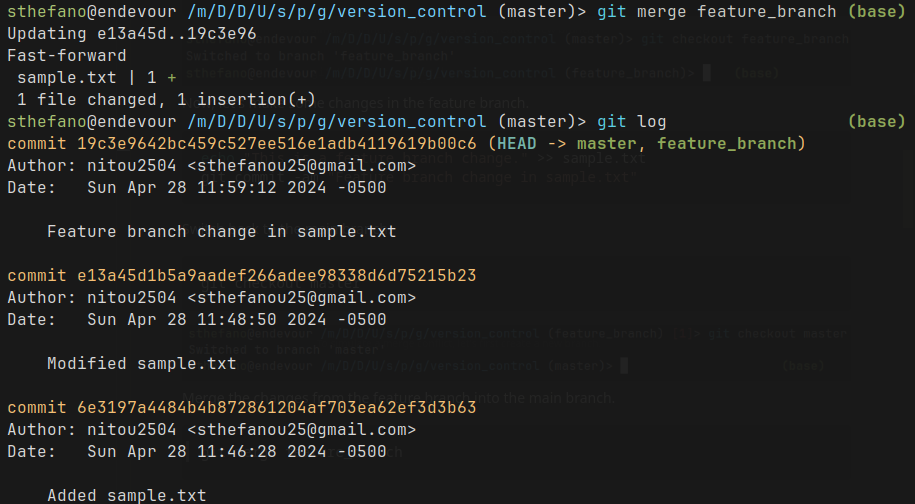 sthefano@endevour /m/D/D/U/s/p/g/version_control (master)> git merge feature_branch (base)
Updating e13a45d..19c3e96
Fast-forward
 sample.txt | 1 +
 1 file changed, 1 insertion(+)
sthefano@endevour /m/D/D/U/s/p/g/version_control (master)> git log (base)
commit 19c3e9642bc459c527ee516e1adb4119619b00c6 (HEAD -> master, feature_branch)
Author: nitou2504 <sthefanou25@gmail.com>
Date:   Sun Apr 28 11:59:12 2024 -0500
    Feature branch change in sample.txt
commit e13a45d1b5a9aadef266adee98338d6d75215b23
Author: nitou2504 <sthefanou25@gmail.com>
Date:   Sun Apr 28 11:48:50 2024 -0500
    Modified sample.txt
commit 6e3197a4484b4b872861204af703ea62ef3d3b63
Author: nitou2504 <sthefanou25@gmail.com>
Date:   Sun Apr 28 11:46:28 2024 -0500
    Added sample.txt